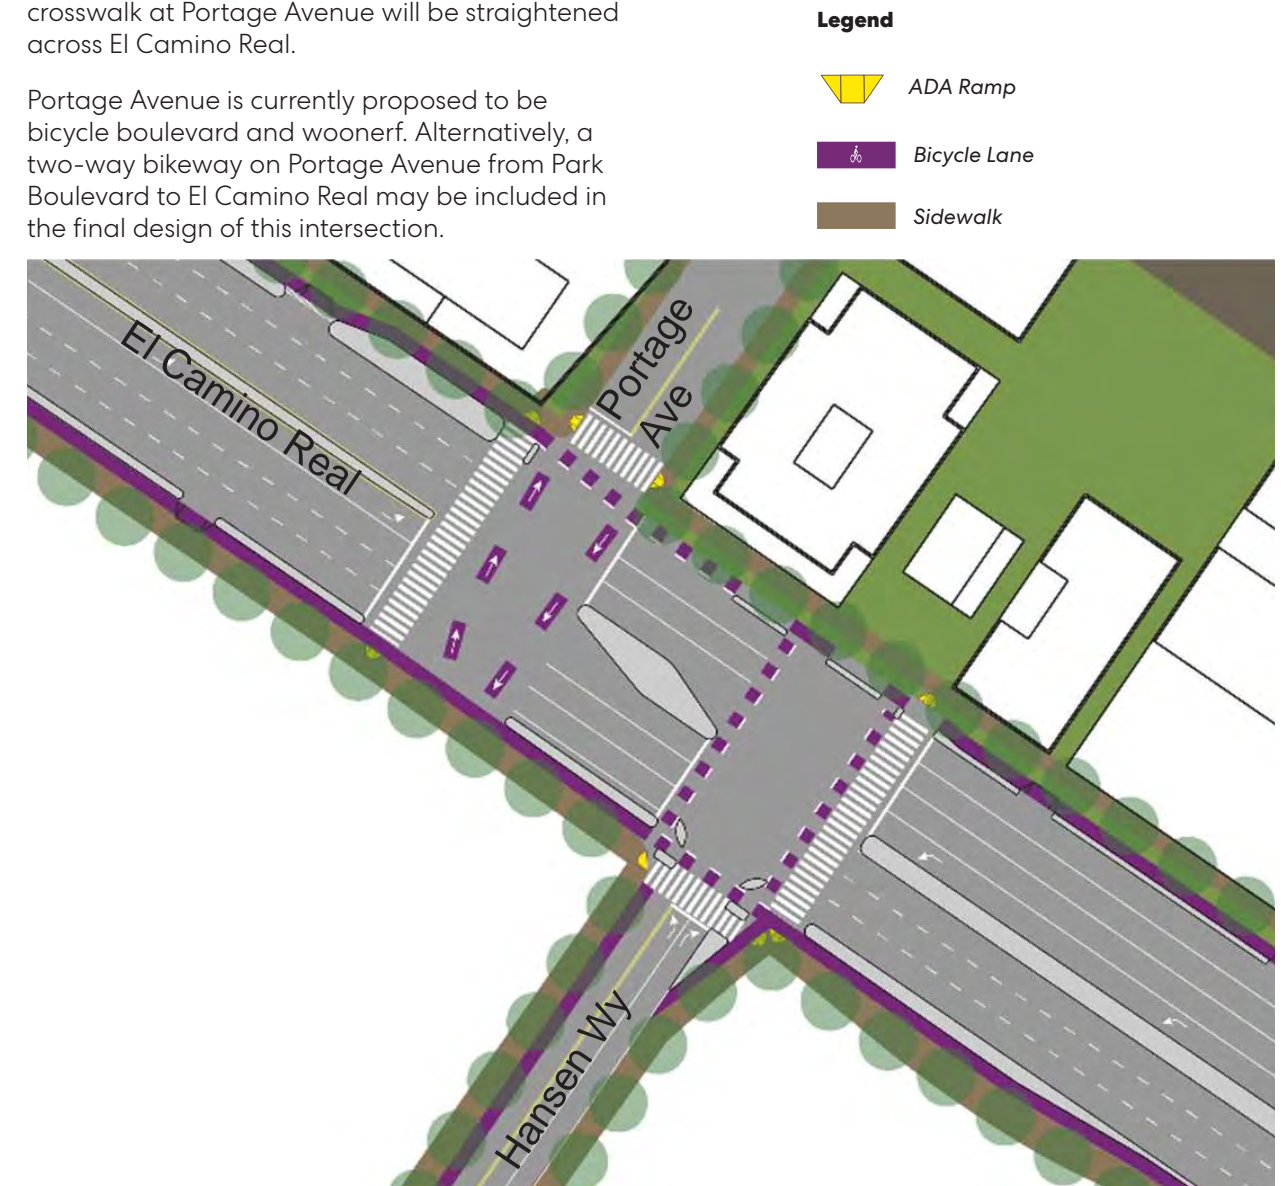 crosswalk at Portage Avenue will be straightened
across El Camino Real.
Portage Avenue is currently proposed to be
bicycle boulevard and woonerf. Alternatively, a
two-way bikeway on Portage Avenue from Park
Boulevard to El Camino Real may be included in
the final design of this intersection.
Legend
ADA Ramp
Bicycle Lane
Sidewalk
El Camino Real
Portage
Ave
Hansen Wy